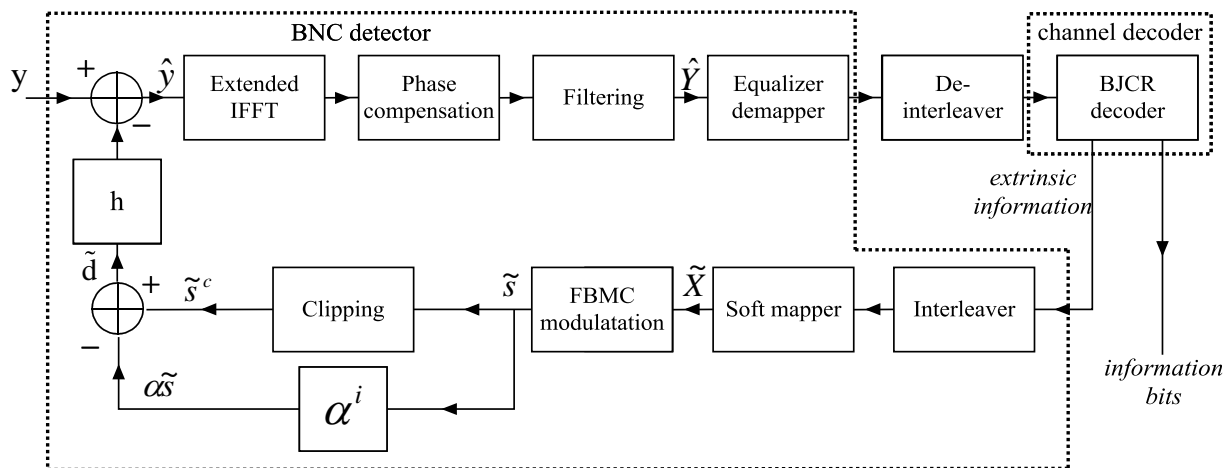 BNC detector
channel decoder
y
+
−
ŷ
Extended
IFFT
Phase
compensation
Filtering
Ŷ
Equalizer
demapper
De-
interleaver
BJCR
decoder
h
extrinsic
information
d̃
+
−
s̃ᶜ
Clipping
s̃
FBMC
modulatation
X̃
Soft mapper
Interleaver
αs̃
αⁱ
information
bits